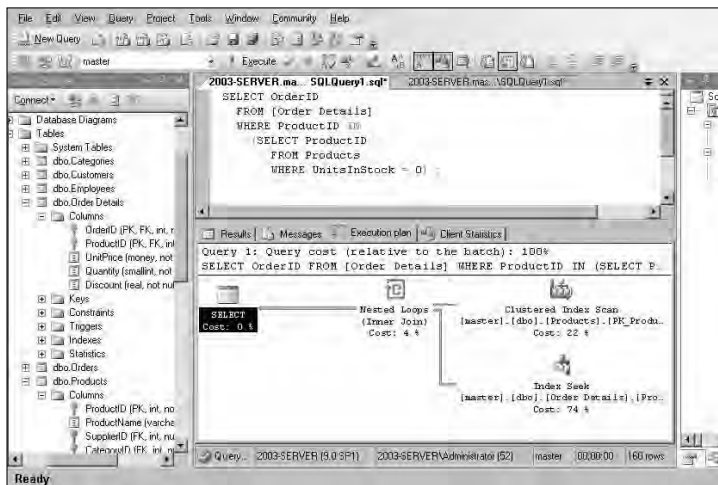 File Edit View Query Project Tools Window Community Help
New Query
master
Execute
2003-SERVER.ma... SQLQuery1.sql*
2003-SERVER.mas...\SQLQuery1.sql*
Connect
Database Diagrams
Tables
System Tables
dbo.Categories
dbo.Customers
dbo.Employees
dbo.Order Details
Columns
OrderID (PK, FK, int, r
ProductID (PK, FK, int
UnitPrice (money, not
Quantity (smallint, not
Discount (real, not nul
Keys
Constraints
Triggers
Indexes
Statistics
dbo.Orders
dbo.Products
Columns
ProductID (PK, int, no
ProductName (varcha
SupplierID (FK, int, nu
CategoryID (FK, int, n
SELECT OrderID
FROM [Order Details]
WHERE ProductID IN
(SELECT ProductID
FROM Products
WHERE UnitsInStock = 0)
Results Messages Execution plan Client Statistics
Query 1: Query cost (relative to the batch): 100%
SELECT OrderID FROM [Order Details] WHERE ProductID IN (SELECT P…
SELECT
Cost: 0 %
Nested Loops
(Inner Join)
Cost: 4 %
Clustered Index Scan
[master].[dbo].[Products].[PK_Produ…
Cost: 22 %
Index Seek
[master].[dbo].[Order Details].[Pro…
Cost: 74 %
Query... 2003-SERVER (9.0 SP1) 2003-SERVER\Administrator (52) master 00:00:00 160 rows
Ready